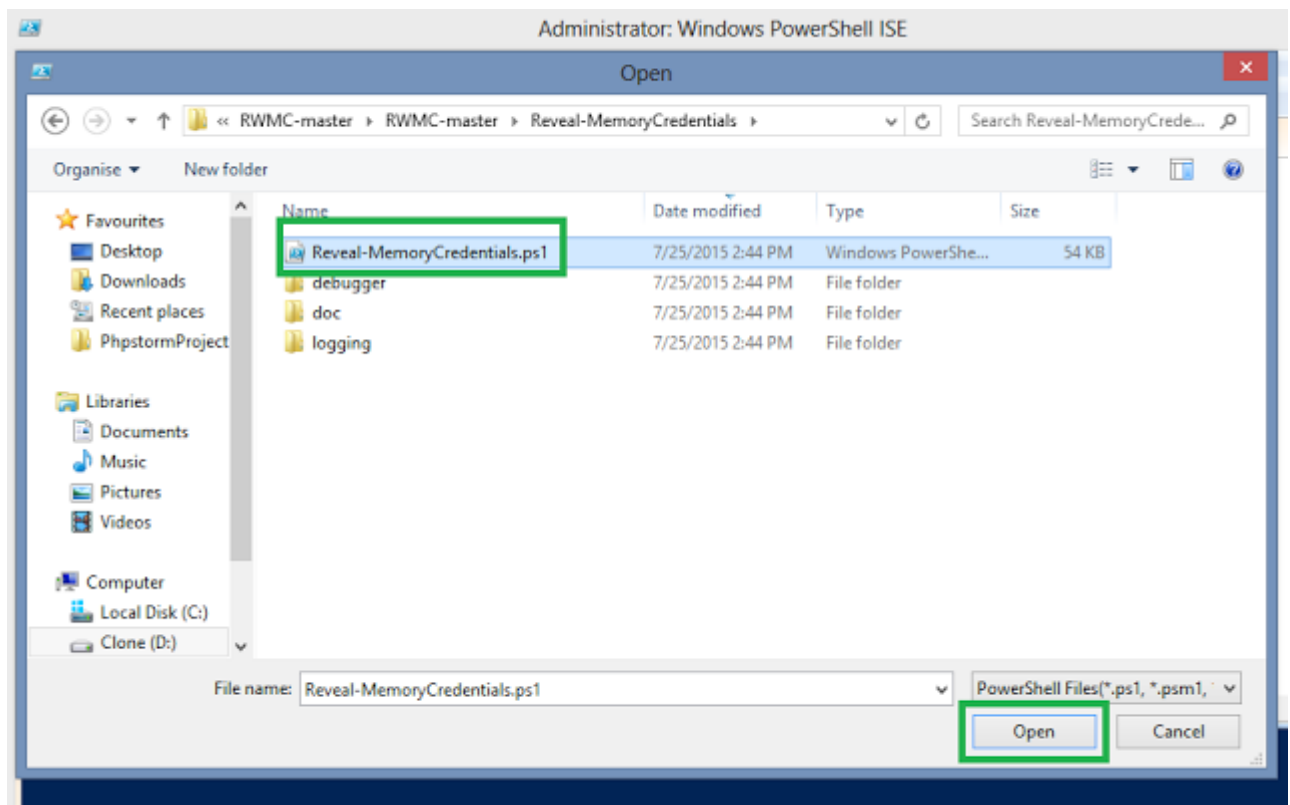 Administrator: Windows PowerShell ISE
Open
« RWMC-master RWMC-master Reveal-MemoryCredentials
Search Reveal-MemoryCrede...
Organise New folder
Favourites
Desktop
Downloads
Recent places
PhpstormProject
Libraries
Documents
Music
Pictures
Videos
Computer
Local Disk (C:)
Clone (D:)
Name Date modified Type Size
Reveal-MemoryCredentials.ps1 7/25/2015 2:44 PM Windows PowerShe... 54 KB
debugger 7/25/2015 2:44 PM File folder
doc 7/25/2015 2:44 PM File folder
logging 7/25/2015 2:44 PM File folder
File name: Reveal-MemoryCredentials.ps1 PowerShell Files(*.ps1, *.psm1,
Open Cancel